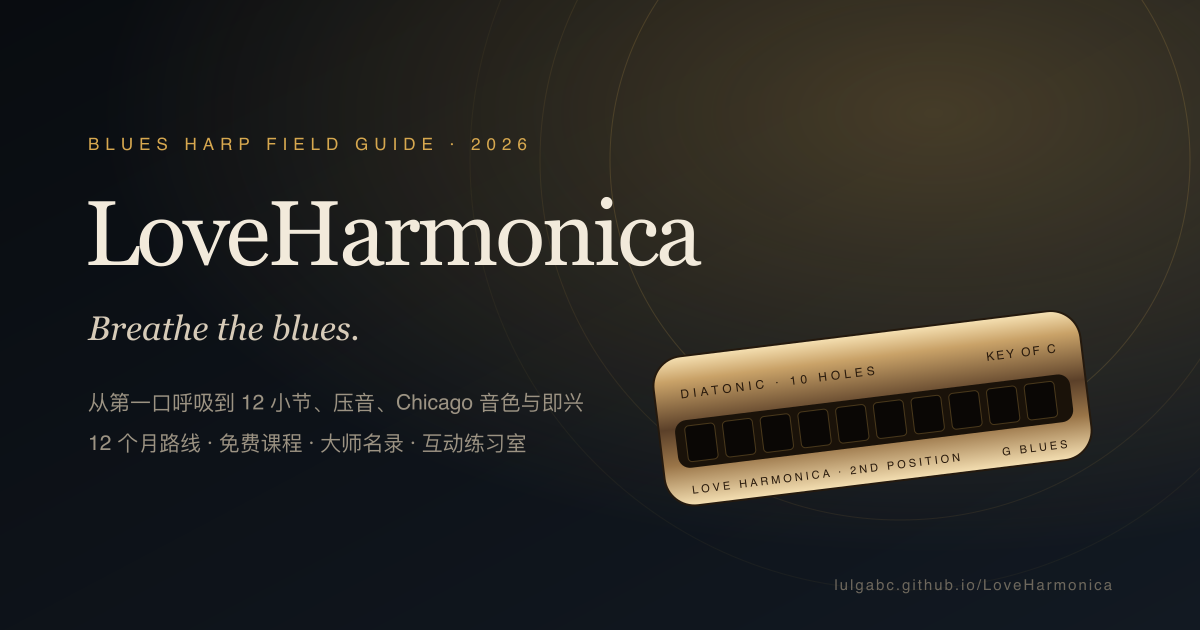 BLUES HARP FIELD GUIDE · 2026
LoveHarmonica
Breathe the blues.
从第一口呼吸到 12 小节、压音、Chicago 音色与即兴
12 个月路线 · 免费课程 · 大师名录 · 互动练习室
DIATONIC · 10 HOLES
KEY OF C
LOVE HARMONICA · 2ND POSITION
G BLUES
lulgabc.github.io/LoveHarmonica